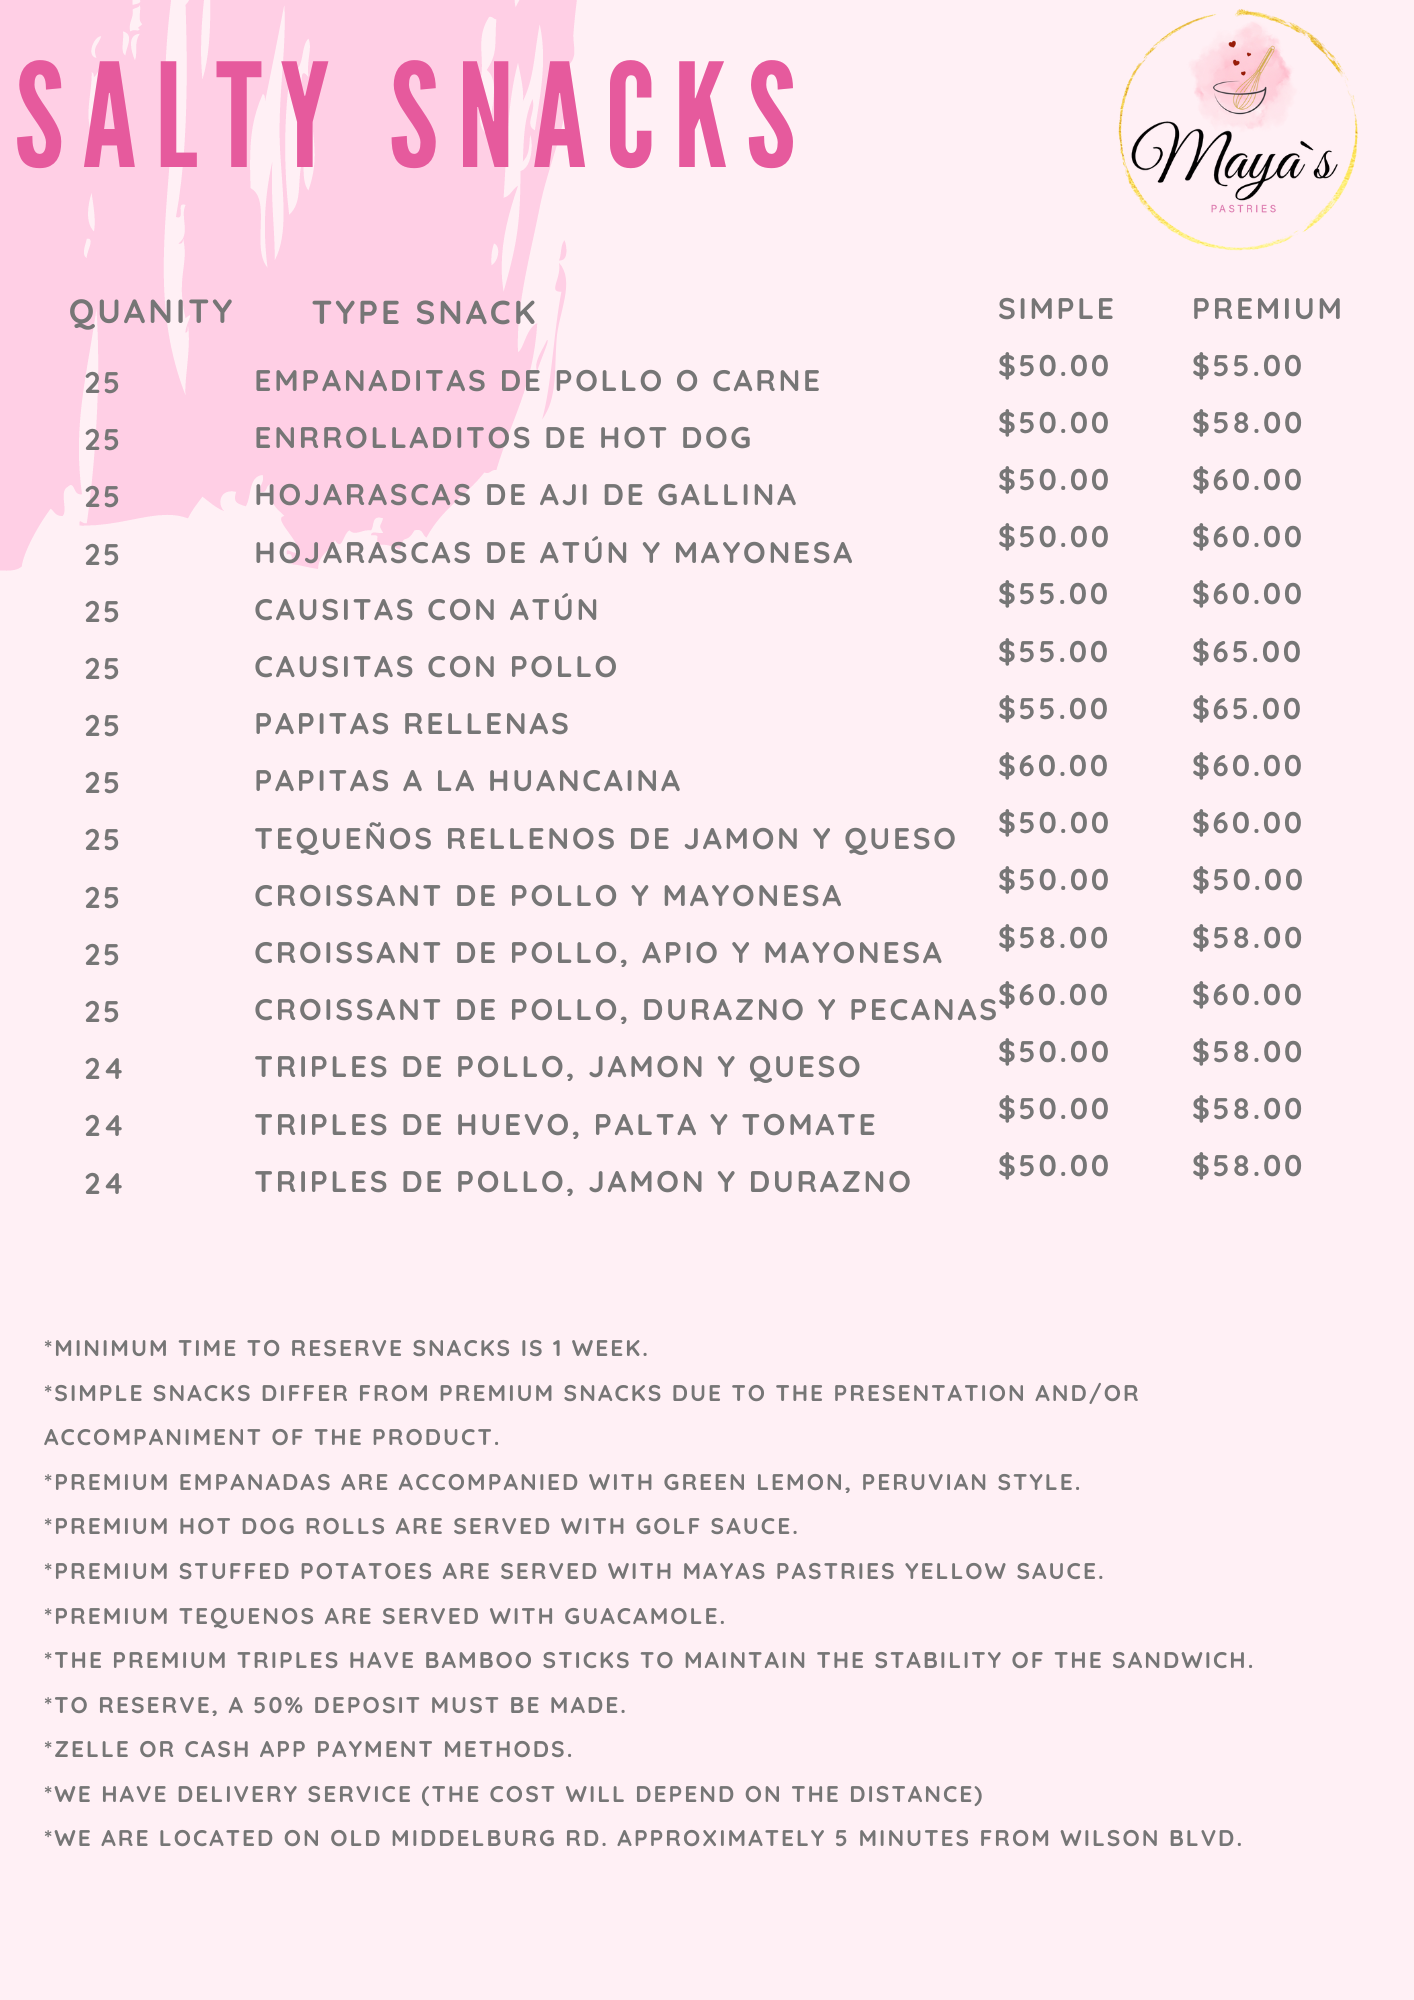 SALTY SNACKS
Maya`s
PASTRIES
QUANITY TYPE SNACK SIMPLE PREMIUM
25 EMPANADITAS DE POLLO O CARNE $50.00 $55.00
25 ENRROLLADITOS DE HOT DOG $50.00 $58.00
25 HOJARASCAS DE AJI DE GALLINA $50.00 $60.00
25 HOJARASCAS DE ATÚN Y MAYONESA $50.00 $60.00
25 CAUSITAS CON ATÚN $55.00 $60.00
25 CAUSITAS CON POLLO $55.00 $65.00
25 PAPITAS RELLENAS $55.00 $65.00
25 PAPITAS A LA HUANCAINA $60.00 $60.00
25 TEQUEÑOS RELLENOS DE JAMON Y QUESO $50.00 $60.00
25 CROISSANT DE POLLO Y MAYONESA $50.00 $50.00
25 CROISSANT DE POLLO, APIO Y MAYONESA $58.00 $58.00
25 CROISSANT DE POLLO, DURAZNO Y PECANAS $60.00 $60.00
24 TRIPLES DE POLLO, JAMON Y QUESO $50.00 $58.00
24 TRIPLES DE HUEVO, PALTA Y TOMATE $50.00 $58.00
24 TRIPLES DE POLLO, JAMON Y DURAZNO $50.00 $58.00
*MINIMUM TIME TO RESERVE SNACKS IS 1 WEEK.
*SIMPLE SNACKS DIFFER FROM PREMIUM SNACKS DUE TO THE PRESENTATION AND/OR
ACCOMPANIMENT OF THE PRODUCT.
*PREMIUM EMPANADAS ARE ACCOMPANIED WITH GREEN LEMON, PERUVIAN STYLE.
*PREMIUM HOT DOG ROLLS ARE SERVED WITH GOLF SAUCE.
*PREMIUM STUFFED POTATOES ARE SERVED WITH MAYAS PASTRIES YELLOW SAUCE.
*PREMIUM TEQUENOS ARE SERVED WITH GUACAMOLE.
*THE PREMIUM TRIPLES HAVE BAMBOO STICKS TO MAINTAIN THE STABILITY OF THE SANDWICH.
*TO RESERVE, A 50% DEPOSIT MUST BE MADE.
*ZELLE OR CASH APP PAYMENT METHODS.
*WE HAVE DELIVERY SERVICE (THE COST WILL DEPEND ON THE DISTANCE)
*WE ARE LOCATED ON OLD MIDDELBURG RD. APPROXIMATELY 5 MINUTES FROM WILSON BLVD.